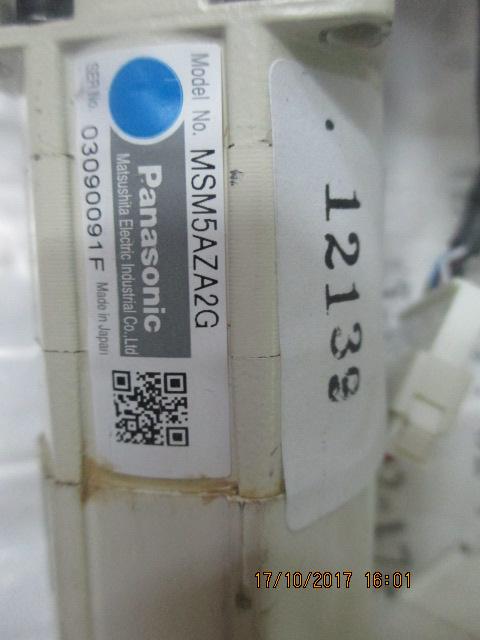 Model No. MSM5AZA2G
Panasonic
Matsushita Electric Industrial Co.,Ltd
SER No. 03090091F Made in Japan
12138
17/10/2017 16:01